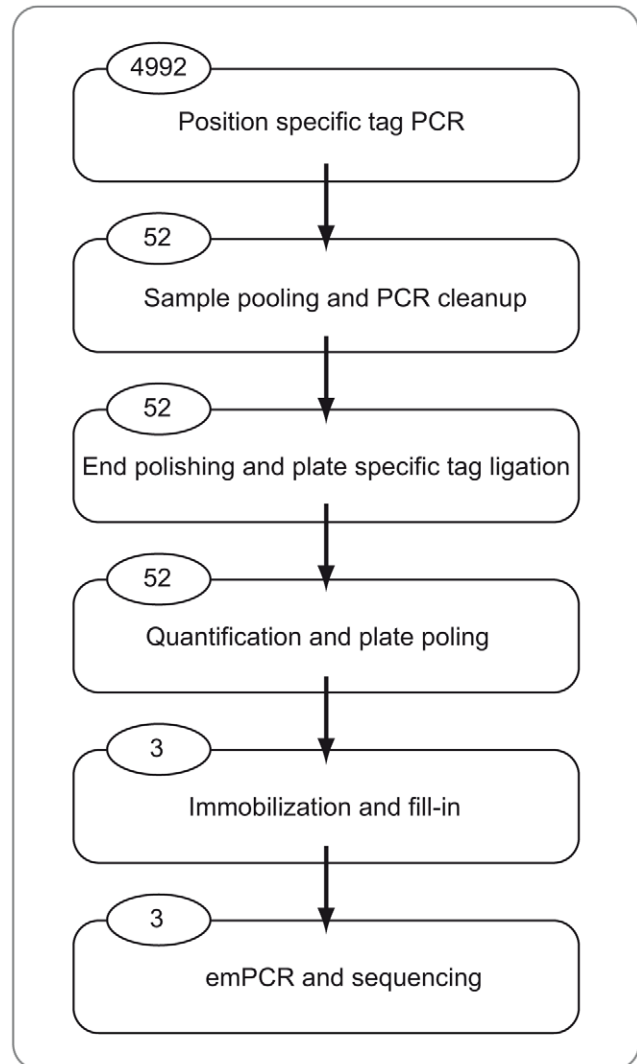 4992
Position specific tag PCR
52
Sample pooling and PCR cleanup
52
End polishing and plate specific tag ligation
52
Quantification and plate poling
3
Immobilization and fill-in
3
emPCR and sequencing